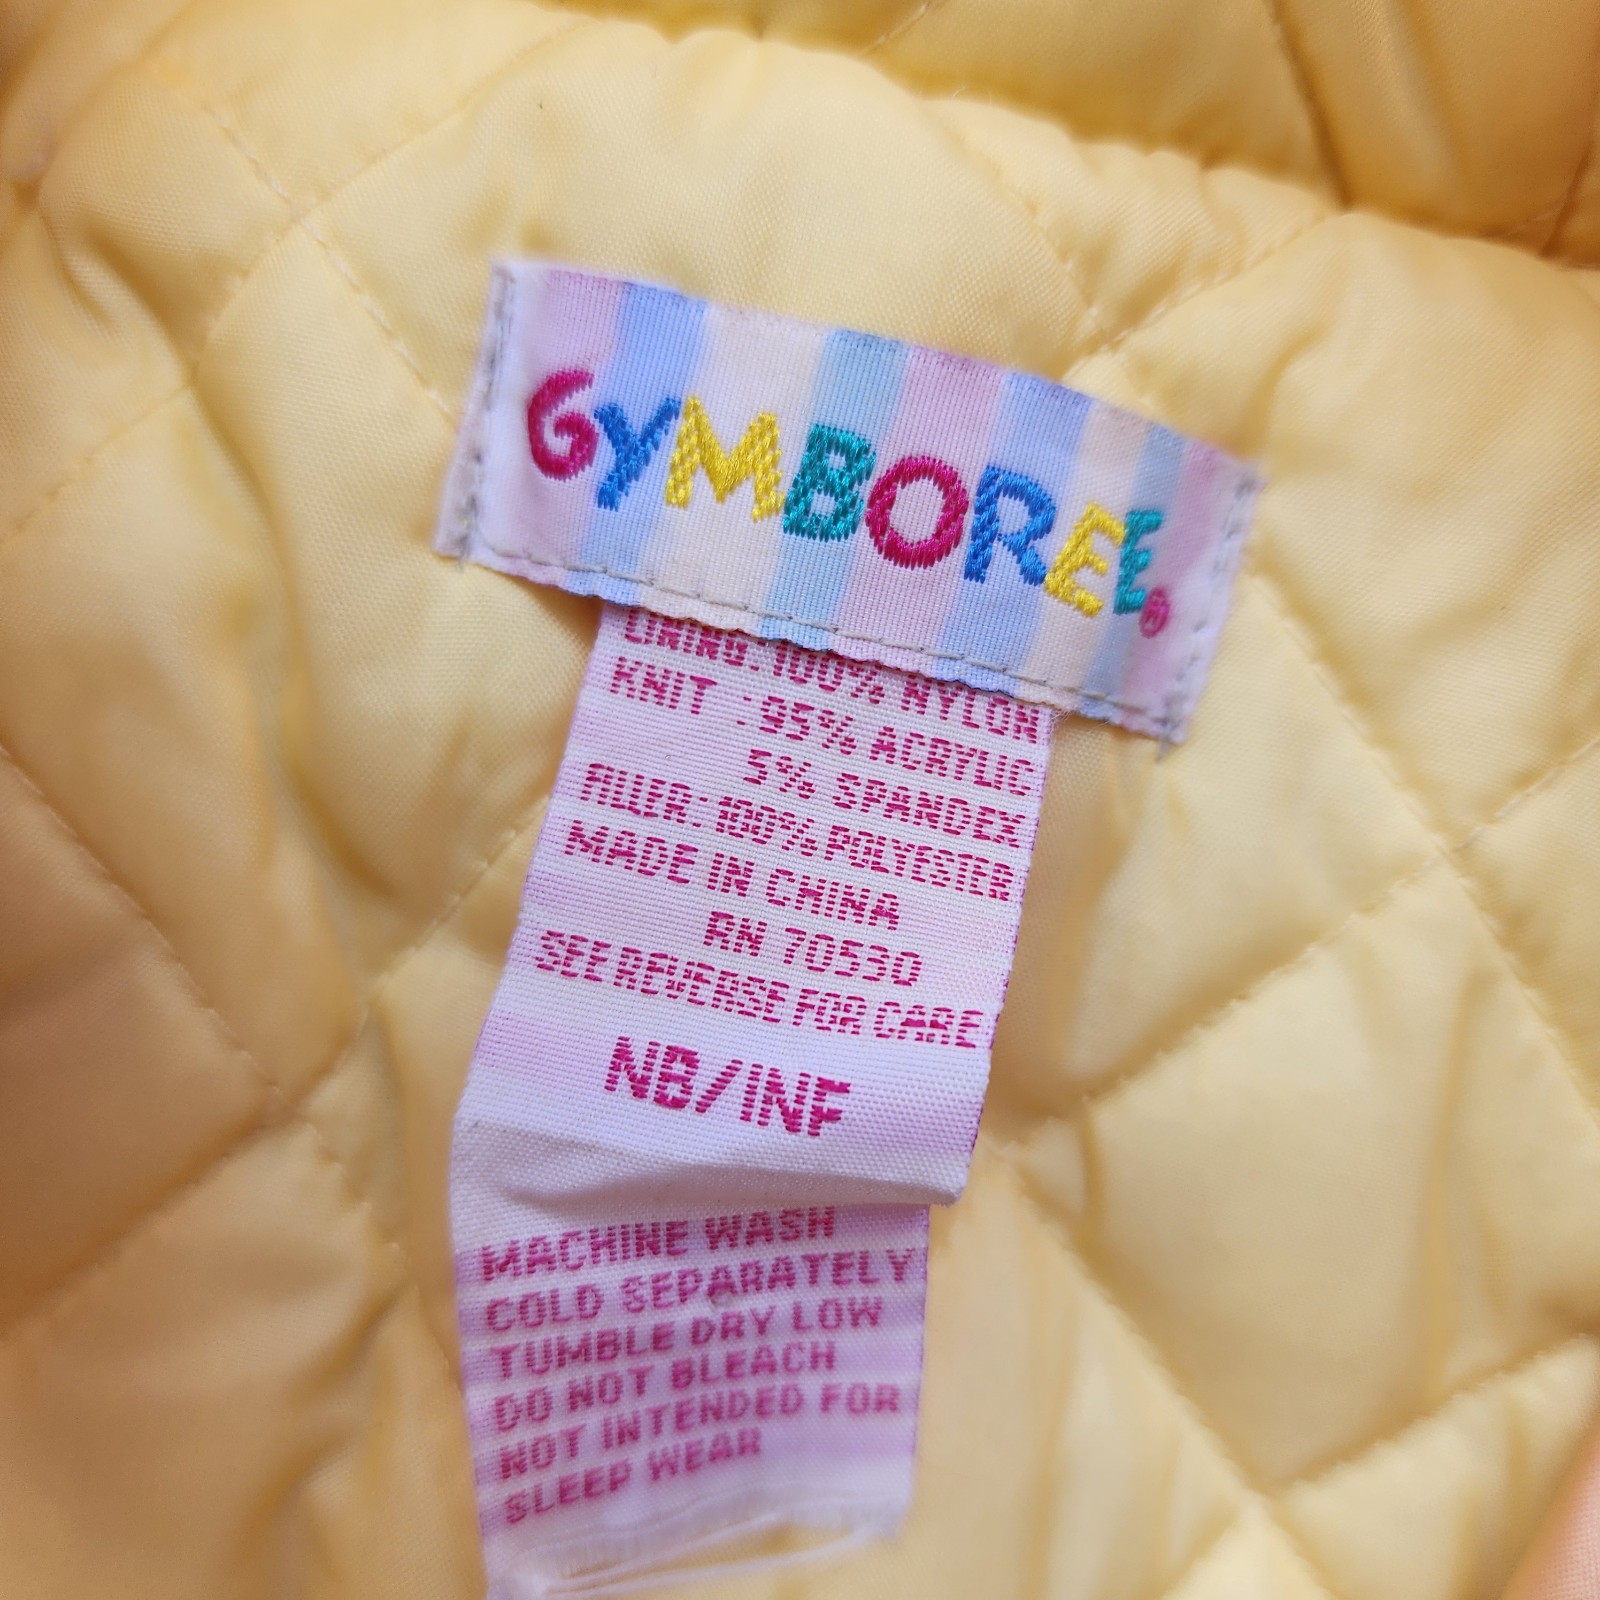 GYMBOREE®
LINING: 100% NYLON
KNIT : 95% ACRYLIC
5% SPANDEX
FILLER: 100% POLYESTER
MADE IN CHINA
RN 70530
SEE REVERSE FOR CARE
NB/INF
MACHINE WASH
COLD SEPARATELY
TUMBLE DRY LOW
DO NOT BLEACH
NOT INTENDED FOR
SLEEP WEAR